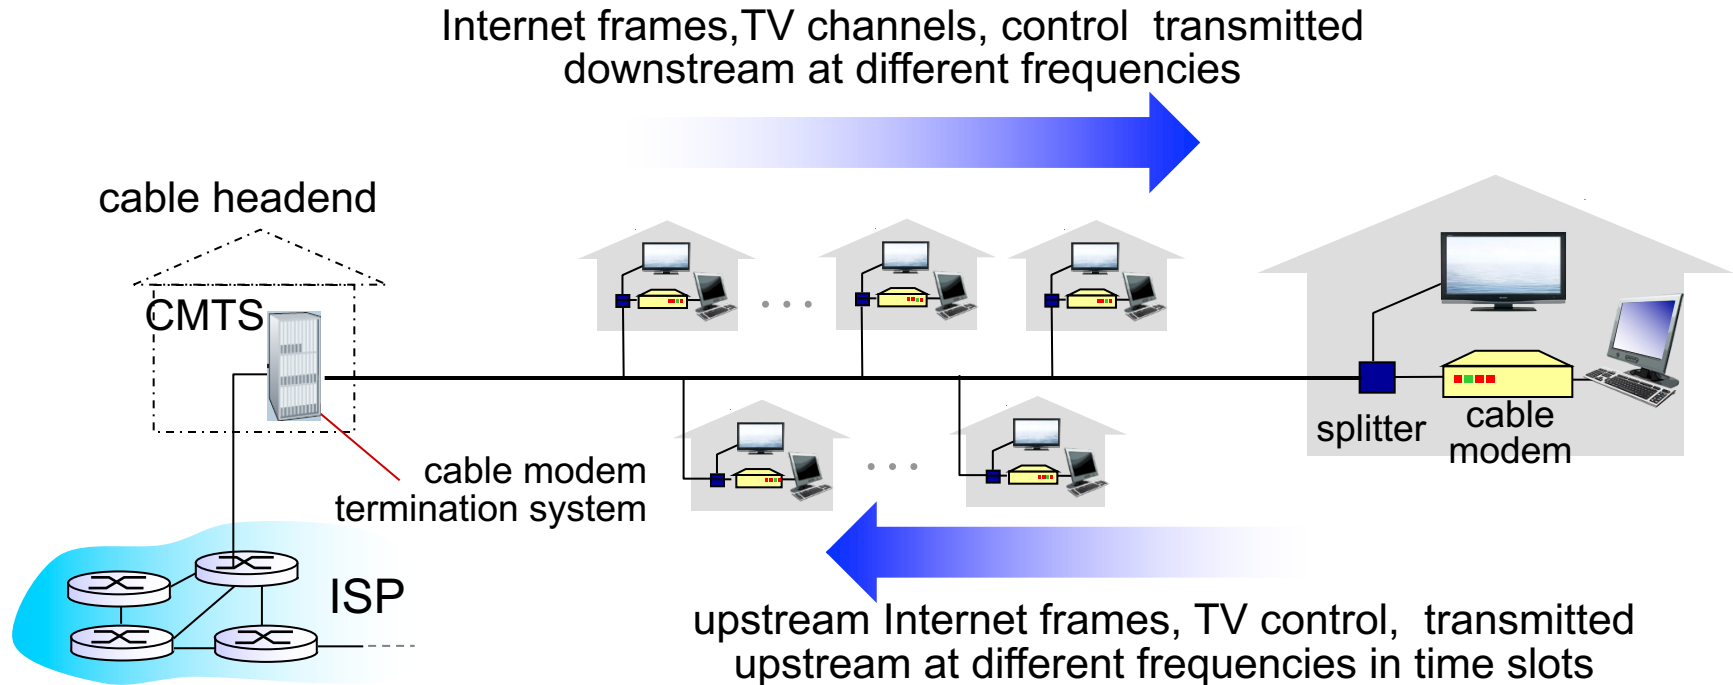 Internet frames,TV channels, control  transmitted
downstream at different frequencies
cable headend
CMTS
splitter
cable
modem
cable modem
termination system
ISP
upstream Internet frames, TV control,  transmitted
upstream at different frequencies in time slots